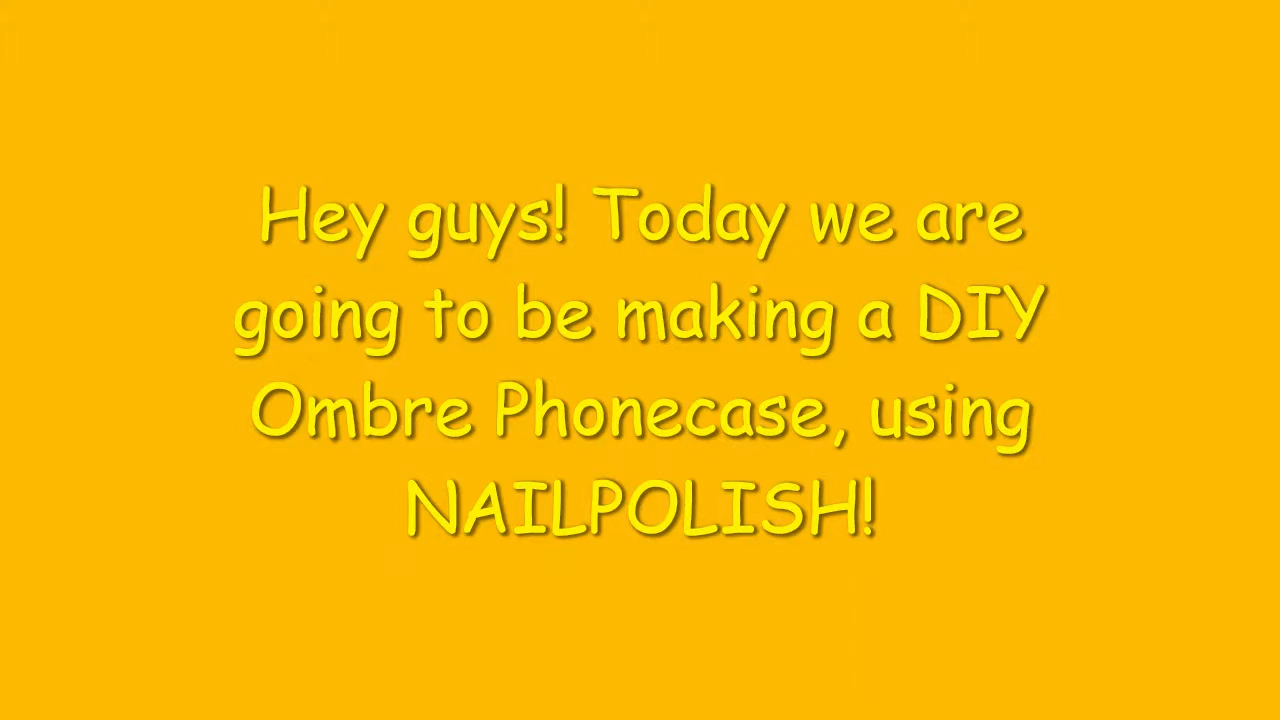 Hey guys! Today we are
going to be making a DIY
Ombre Phonecase, using
NAILPOLISH!